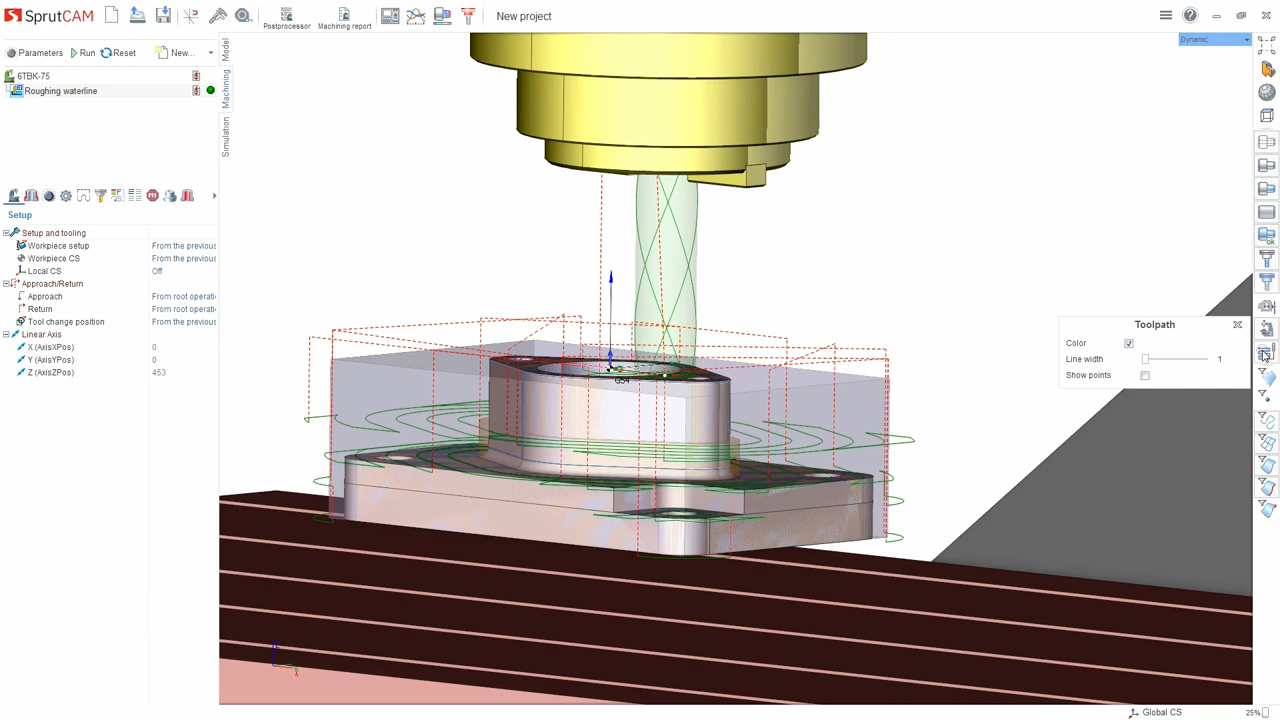 SprutCAM
Postprocessor
Machining report
New project
Parameters
Run
Reset
New...
6TBK-75
Roughing waterline
Model
Machining
Simulation
Dynamic
Setup
Setup and tooling
Workpiece setup From the previous
Workpiece CS From the previous
Local CS Off
Approach/Return
Approach From root operati
Return From root operati
Tool change position From the previous
Linear Axis
X (AxisXPos) 0
Y (AxisYPos) 0
Z (AxisZPos) 453
Toolpath
Color
Line width 1
Show points
G54
X
Global CS
25%